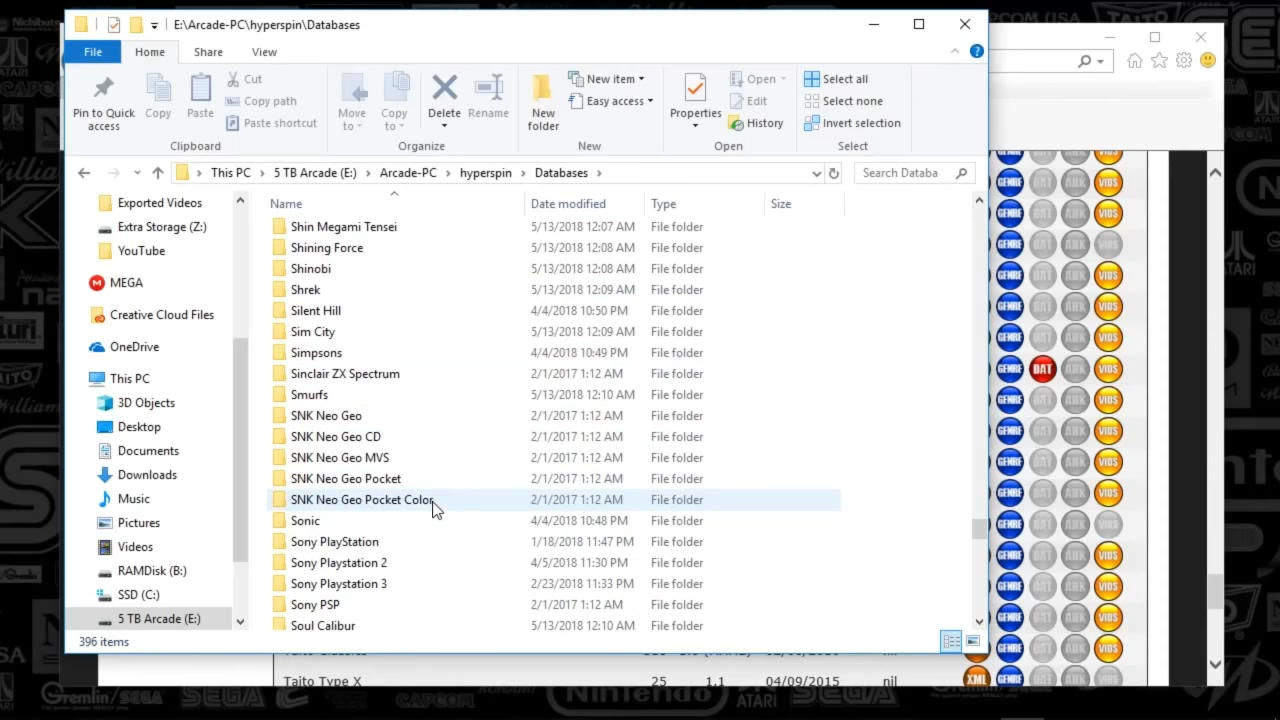 E:\Arcade-PC\hyperspin\Databases
File Home Share View
Pin to Quick access
Copy
Paste
Cut
Copy path
Paste shortcut
Clipboard
Move to
Copy to
Delete
Rename
Organize
New folder
New item
Easy access
New
Properties
Open
Edit
History
Open
Select all
Select none
Invert selection
Select
This PC > 5 TB Arcade (E:) > Arcade-PC > hyperspin > Databases >
Search Databa
Exported Videos
Extra Storage (Z:)
YouTube
MEGA
Creative Cloud Files
OneDrive
This PC
3D Objects
Desktop
Documents
Downloads
Music
Pictures
Videos
RAMDisk (B:)
SSD (C:)
5 TB Arcade (E:)
Name Date modified Type Size
Shin Megami Tensei 5/13/2018 12:07 AM File folder
Shining Force 5/13/2018 12:08 AM File folder
Shinobi 5/13/2018 12:08 AM File folder
Shrek 5/13/2018 12:09 AM File folder
Silent Hill 4/4/2018 10:50 PM File folder
Sim City 5/13/2018 12:09 AM File folder
Simpsons 4/4/2018 10:49 PM File folder
Sinclair ZX Spectrum 2/1/2017 1:12 AM File folder
Smurfs 5/13/2018 12:10 AM File folder
SNK Neo Geo 2/1/2017 1:12 AM File folder
SNK Neo Geo CD 2/1/2017 1:12 AM File folder
SNK Neo Geo MVS 2/1/2017 1:12 AM File folder
SNK Neo Geo Pocket 2/1/2017 1:12 AM File folder
SNK Neo Geo Pocket Color 2/1/2017 1:12 AM File folder
Sonic 4/4/2018 10:48 PM File folder
Sony PlayStation 1/18/2018 11:47 PM File folder
Sony Playstation 2 4/5/2018 11:30 PM File folder
Sony Playstation 3 2/23/2018 11:33 PM File folder
Sony PSP 2/1/2017 1:12 AM File folder
Soul Calibur 5/13/2018 12:10 AM File folder
396 items
GENRE DAT ARK VIDS
Taito Type X 25 1.1 04/09/2015 nil XML GENRE DAT ARK VIDS
Gremlin/SEGA SEGA CAPCOM Nintendo ATARI SEGA